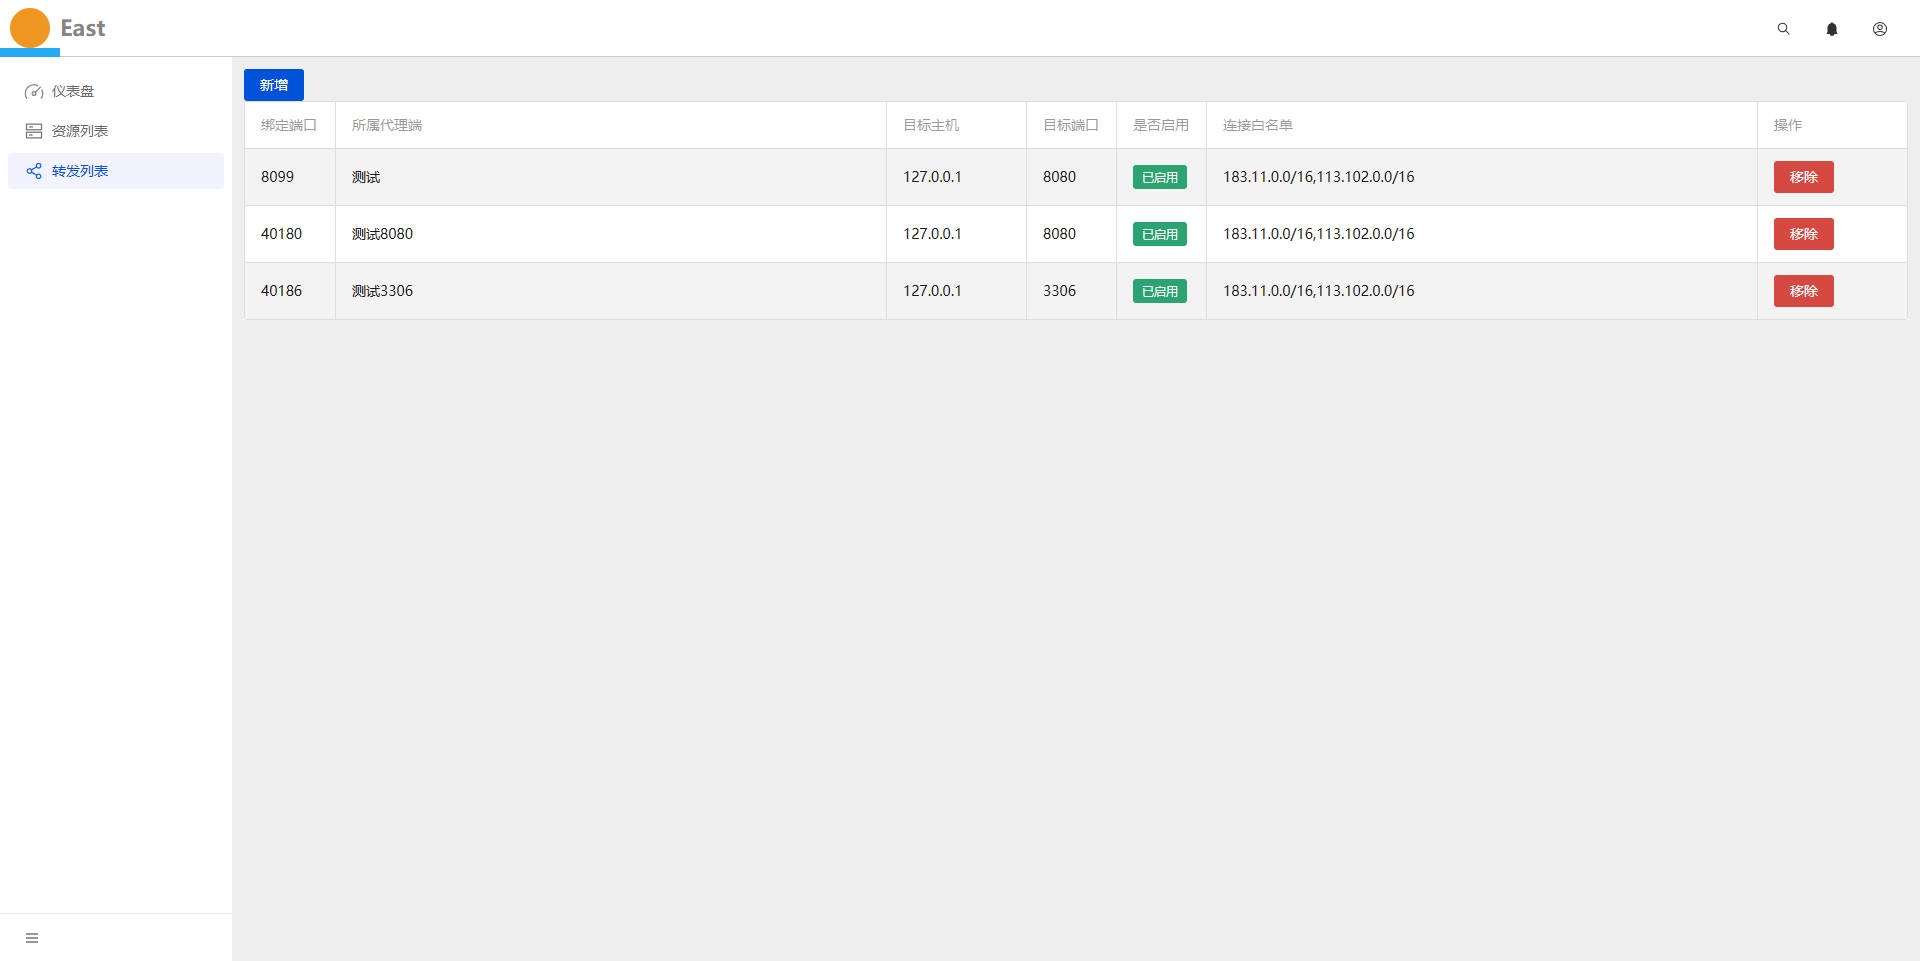 East
仪表盘
资源列表
转发列表
新增
绑定端口 所属代理端 目标主机 目标端口 是否启用 连接白名单 操作
8099 测试 127.0.0.1 8080 已启用 183.11.0.0/16,113.102.0.0/16 移除
40180 测试8080 127.0.0.1 8080 已启用 183.11.0.0/16,113.102.0.0/16 移除
40186 测试3306 127.0.0.1 3306 已启用 183.11.0.0/16,113.102.0.0/16 移除